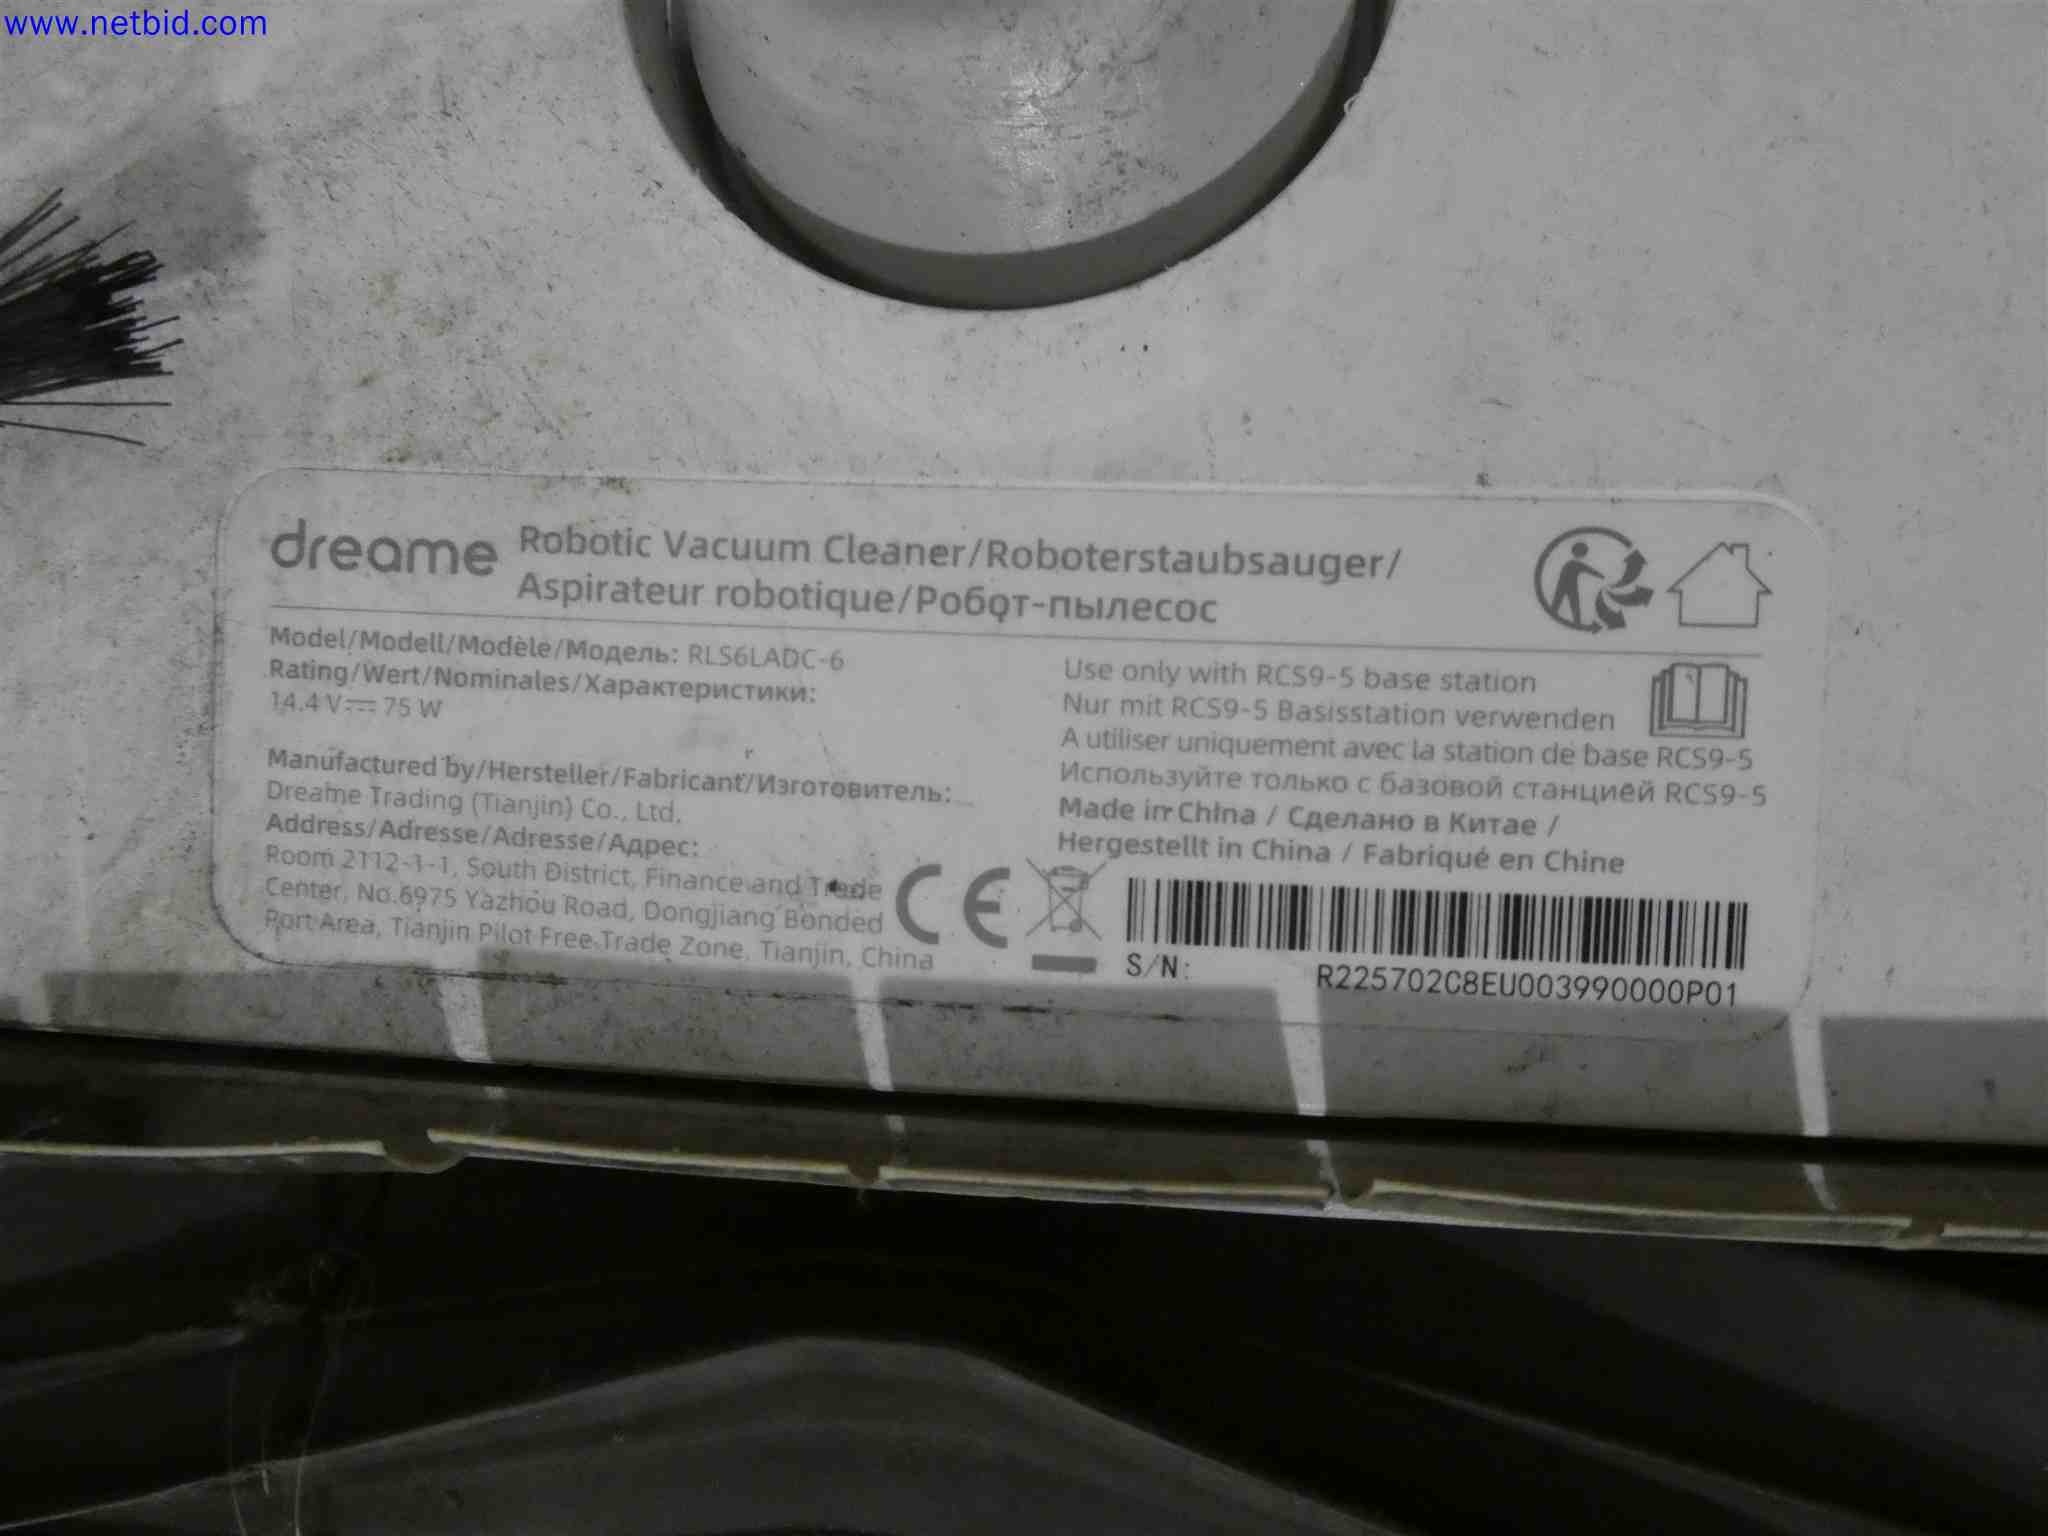 www.netbid.com
dreame
Robotic Vacuum Cleaner/Roboterstaubsauger/
Aspirateur robotique/Робот-пылесос
Model/Modell/Modèle/Модель: RLS6LADC-6
Rating/Wert/Nominales/Характеристики:
14.4 V⎓ 75 W
Manufactured by/Hersteller/Fabricant/Изготовитель:
Dreame Trading (Tianjin) Co., Ltd.
Address/Adresse/Adresse/Адрес:
Room 2112-1-1, South District, Finance and Trade
Center, No.6975 Yazhou Road, Dongjiang Bonded
Port Area, Tianjin Pilot Free Trade Zone, Tianjin, China
CE
Use only with RCS9-5 base station
Nur mit RCS9-5 Basisstation verwenden
A utiliser uniquement avec la station de base RCS9-5
Используйте только с базовой станцией RCS9-5
Made in China / Сделано в Китае /
Hergestellt in China / Fabriqué en Chine
S/N: R225702C8EU003990000P01